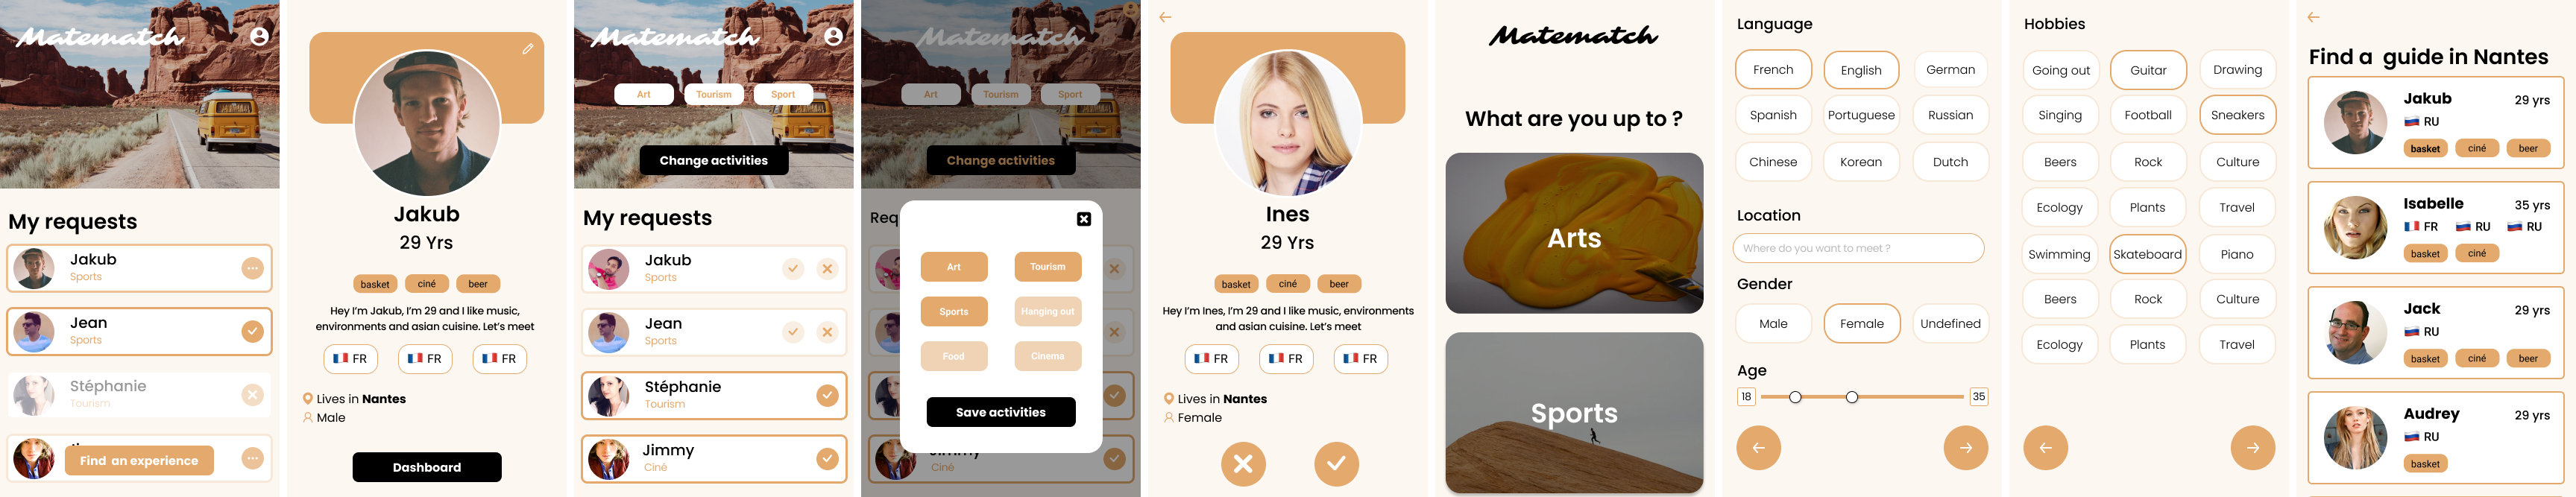 Matematch
My requests
Jakub
Sports
Jean
Sports
Stéphanie
Tourism
Find an experience
Jakub
29 Yrs
basket ciné beer
Hey I'm Jakub, I'm 29 and I like music,
environments and asian cuisine. Let's meet
FR FR FR
Lives in Nantes
Male
Dashboard
Matematch
Art Tourism Sport
Change activities
My requests
Jakub
Sports
Jean
Sports
Stéphanie
Tourism
Jimmy
Ciné
Matematch
Art Tourism Sport
Change activities
Req
Art Tourism
Sports Hanging out
Food Cinema
Save activities
Jimmy
Ciné
Ines
29 Yrs
basket ciné beer
Hey I'm Ines, I'm 29 and I like music, environments
and asian cuisine. Let's meet
FR FR FR
Lives in Nantes
Female
Matematch
What are you up to ?
Arts
Sports
Language
French English German
Spanish Portuguese Russian
Chinese Korean Dutch
Location
Where do you want to meet ?
Gender
Male Female Undefined
Age
18 35
Hobbies
Going out Guitar Drawing
Singing Football Sneakers
Beers Rock Culture
Ecology Plants Travel
Swimming Skateboard Piano
Beers Rock Culture
Ecology Plants Travel
Find a guide in Nantes
Jakub 29 yrs
RU
basket ciné beer
Isabelle 35 yrs
FR RU RU
basket ciné
Jack 29 yrs
RU
basket ciné beer
Audrey 29 yrs
RU
basket